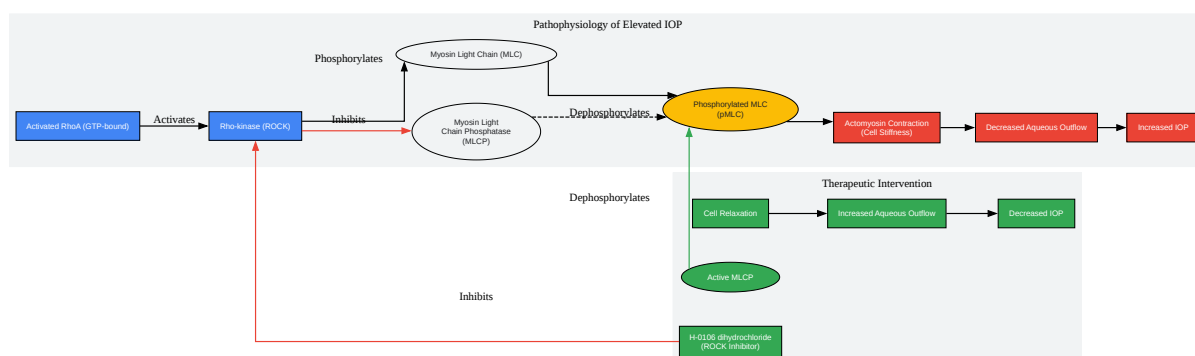 Pathophysiology of Elevated IOP
Phosphorylates
Myosin Light Chain (MLC)
Activated RhoA (GTP-bound)
Activates
Rho-kinase (ROCK)
Inhibits
Myosin Light
Chain Phosphatase
(MLCP)
Dephosphorylates
Phosphorylated MLC
(pMLC)
Actomyosin Contraction
(Cell Stiffness)
Decreased Aqueous Outflow
Increased IOP
Therapeutic Intervention
Dephosphorylates
Cell Relaxation
Increased Aqueous Outflow
Decreased IOP
Active MLCP
Inhibits
H-0106 dihydrochloride
(ROCK Inhibitor)